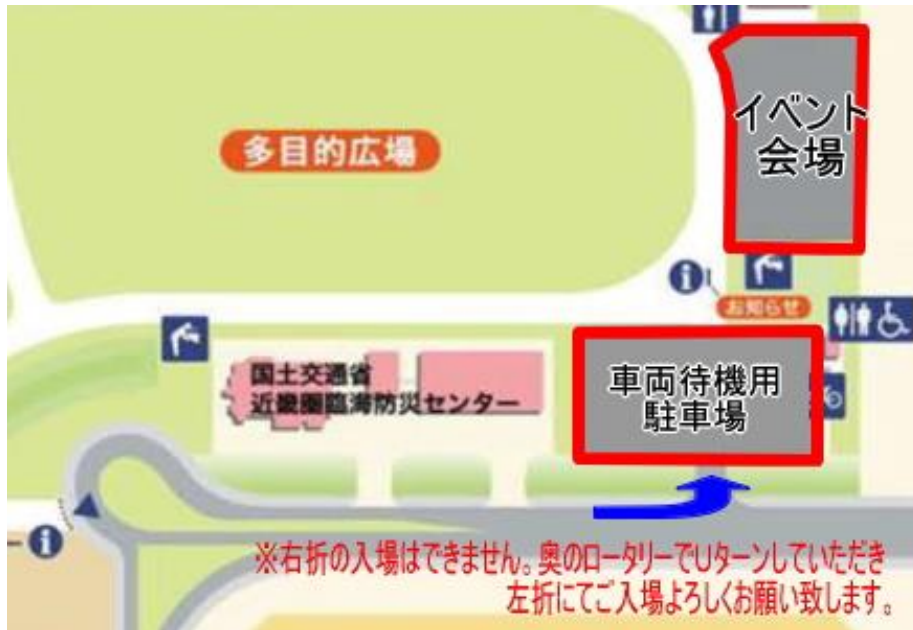 イベント
会場
多目的広場
お知らせ
国土交通省
近畿圏臨海防災センター
車両待機用
駐車場
※右折の入場はできません。奥のロータリーでUターンしていただき
左折にてご入場よろしくお願い致します。